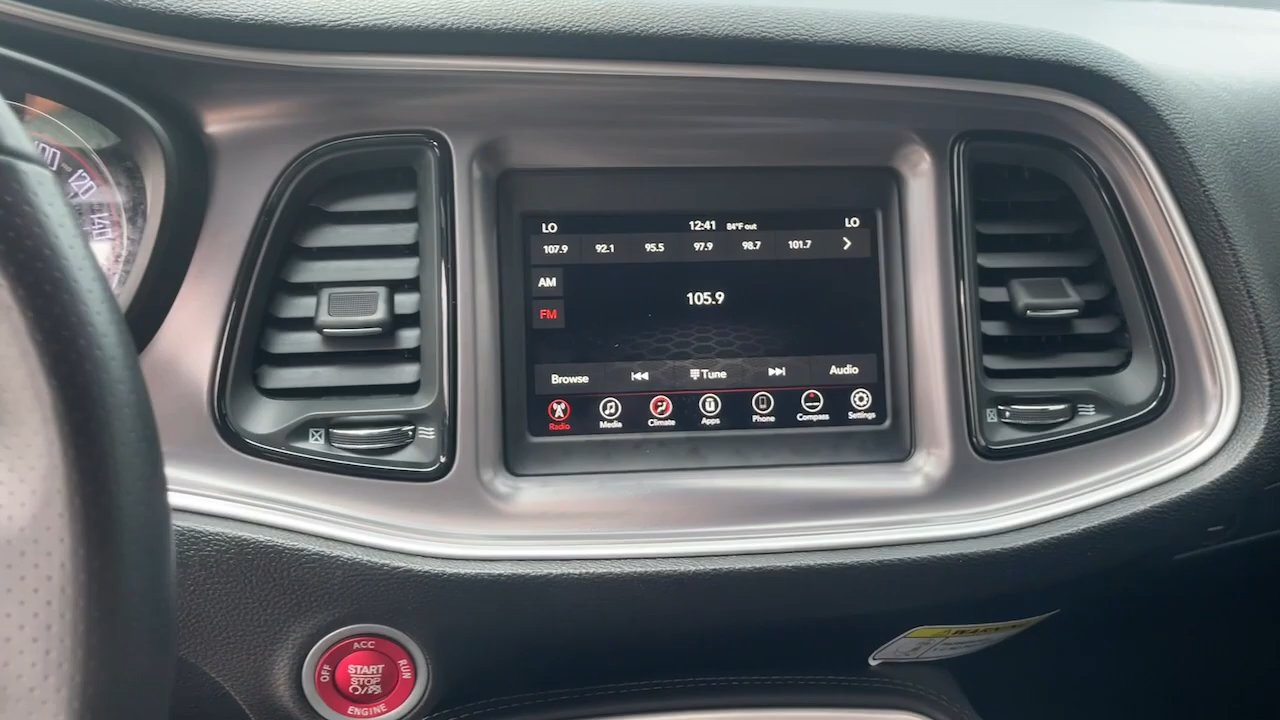 100
120
140
LO
12:41
84°F out
LO
107.9
92.1
95.5
97.9
98.7
101.7
AM
FM
105.9
Browse
Tune
Audio
Radio
Media
Climate
Apps
Phone
Compass
Settings
ACC
OFF
RUN
START
STOP
ENGINE
WARNING